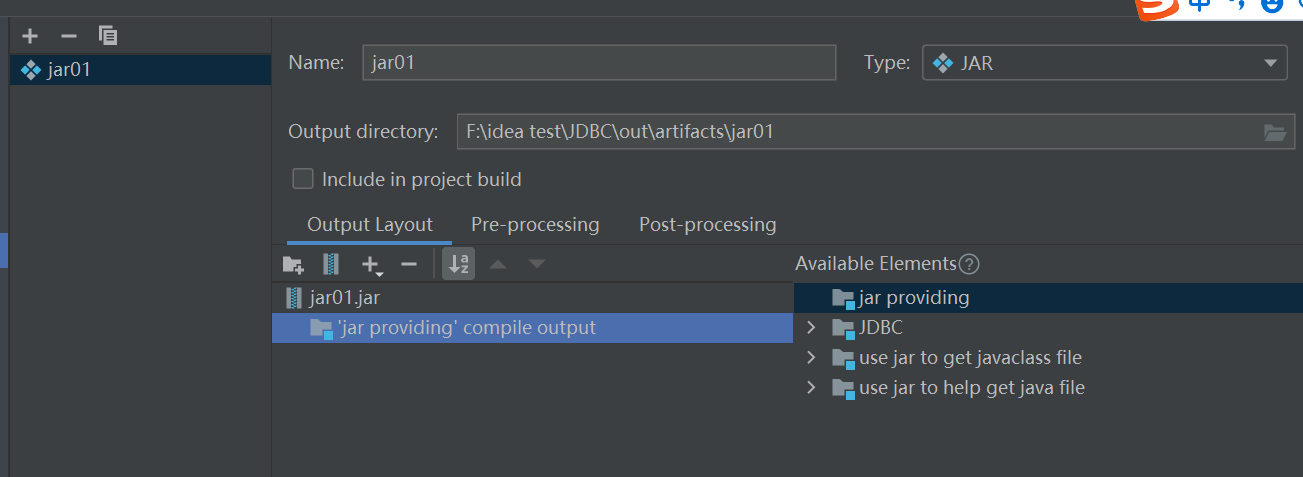 中
jar01
Name: jar01 Type: JAR
Output directory: F:\idea test\JDBC\out\artifacts\jar01
Include in project build
Output Layout Pre-processing Post-processing
Available Elements
jar01.jar
'jar providing' compile output
jar providing
JDBC
use jar to get javaclass file
use jar to help get java file